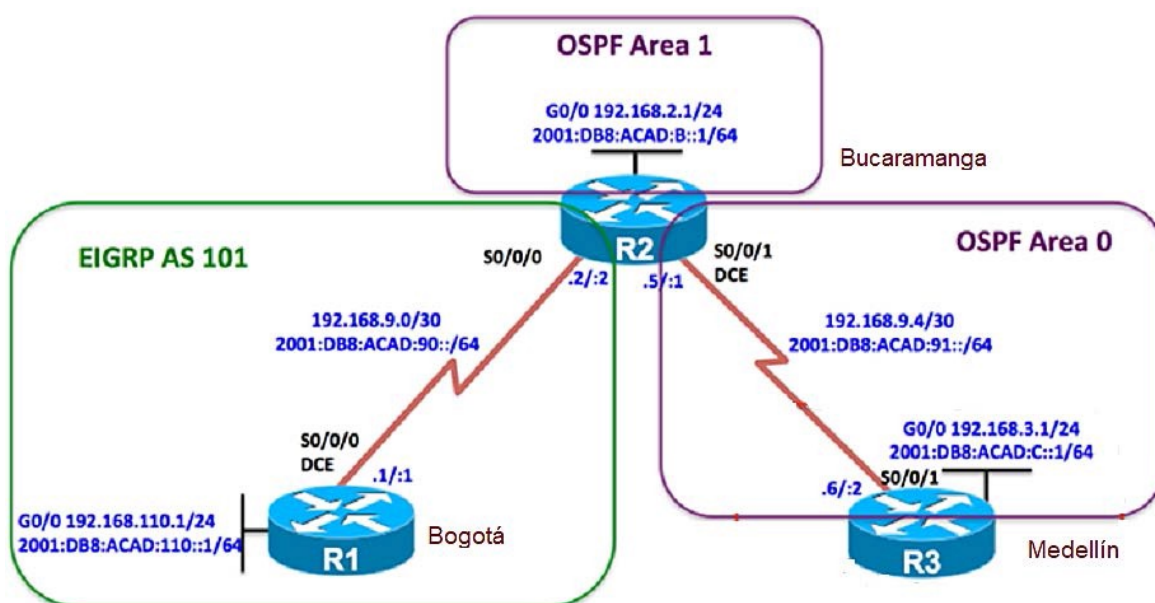 OSPF Area 1
G0/0 192.168.2.1/24
2001:DB8:ACAD:B::1/64
Bucaramanga
R2
EIGRP AS 101
OSPF Area 0
S0/0/0
.2/:2
.5/:1
S0/0/1
DCE
192.168.9.0/30
2001:DB8:ACAD:90::/64
192.168.9.4/30
2001:DB8:ACAD:91::/64
S0/0/0
DCE
.1/:1
G0/0 192.168.3.1/24
2001:DB8:ACAD:C::1/64
.6/:2
S0/0/1
G0/0 192.168.110.1/24
2001:DB8:ACAD:110::1/64
R1
Bogotá
R3
Medellín